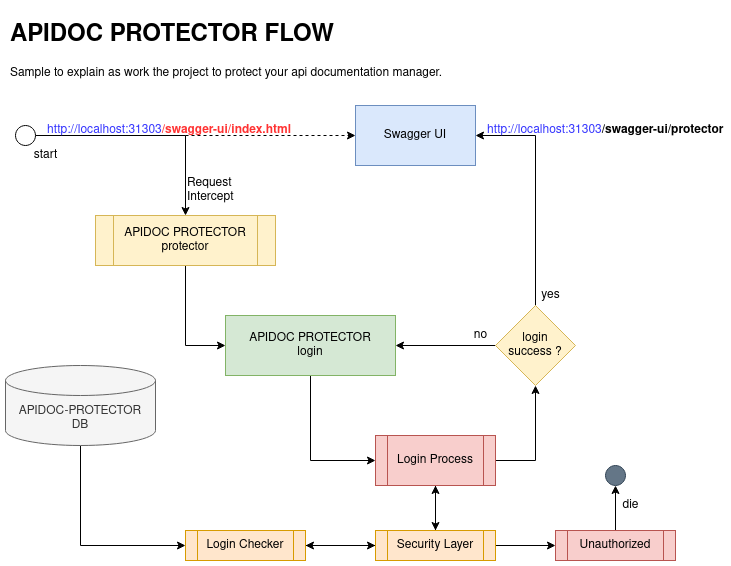 APIDOC PROTECTOR FLOW
Sample to explain as work the project to protect your api documentation manager.
http://localhost:31303/swagger-ui/index.html
start
Swagger UI
http://localhost:31303/swagger-ui/protector
Request
Intercept
APIDOC PROTECTOR
protector
yes
APIDOC PROTECTOR
login
no
login
success ?
APIDOC-PROTECTOR
DB
Login Process
die
Login Checker
Security Layer
Unauthorized